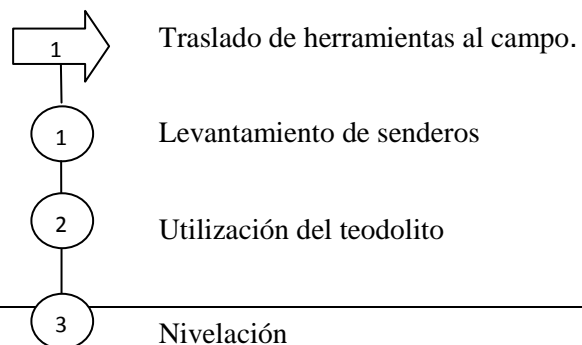 1 Traslado de herramientas al campo.
1 Levantamiento de senderos
2 Utilización del teodolito
3 Nivelación